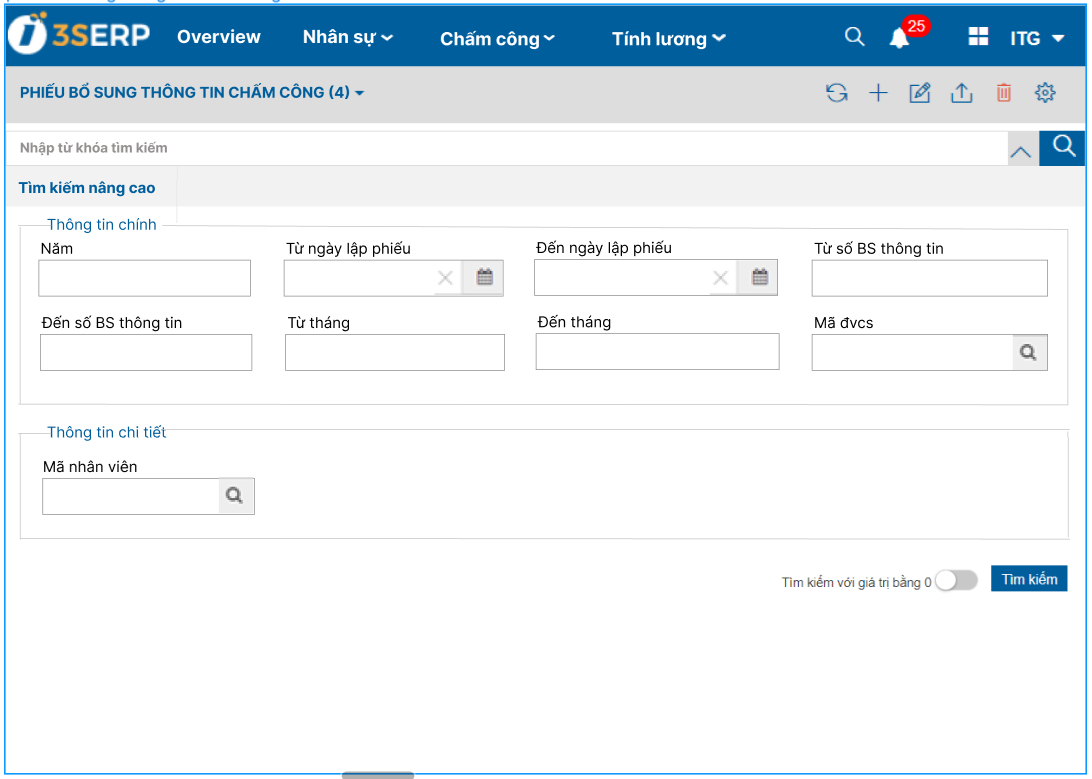 3SERP Overview Nhân sự Chấm công Tính lương 25 ITG
PHIẾU BỔ SUNG THÔNG TIN CHẤM CÔNG (4)
Nhập từ khóa tìm kiếm
Tìm kiếm nâng cao
Thông tin chính
Năm Từ ngày lập phiếu Đến ngày lập phiếu Từ số BS thông tin
Đến số BS thông tin Từ tháng Đến tháng Mã đvcs
Thông tin chi tiết
Mã nhân viên
Tìm kiếm với giá trị bằng 0 Tìm kiếm